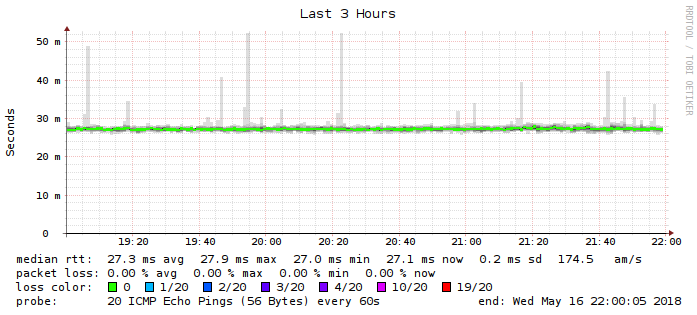 Last 3 Hours
RRDTOOL / TOBI OETIKER
Seconds
50 m
40 m
30 m
20 m
10 m
0
19:20 19:40 20:00 20:20 20:40 21:00 21:20 21:40 22:00
median rtt: 27.3 ms avg 27.9 ms max 27.0 ms min 27.1 ms now 0.2 ms sd 174.5 am/s
packet loss: 0.00 % avg 0.00 % max 0.00 % min 0.00 % now
loss color: 0 1/20 2/20 3/20 4/20 10/20 19/20
probe: 20 ICMP Echo Pings (56 Bytes) every 60s end: Wed May 16 22:00:05 2018